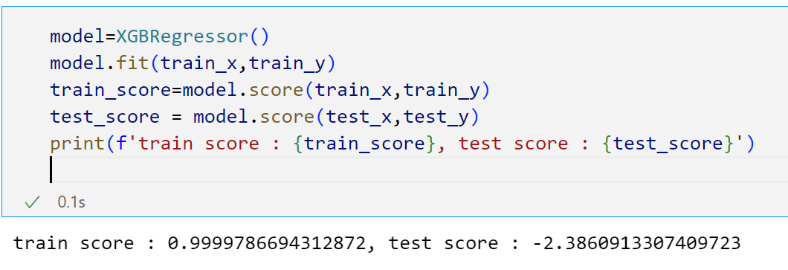 model=XGBRegressor()
model.fit(train_x,train_y)
train_score=model.score(train_x,train_y)
test_score = model.score(test_x,test_y)
print(f'train score : {train_score}, test score : {test_score}')
0.1s
train score : 0.9999786694312872, test score : -2.3860913307409723